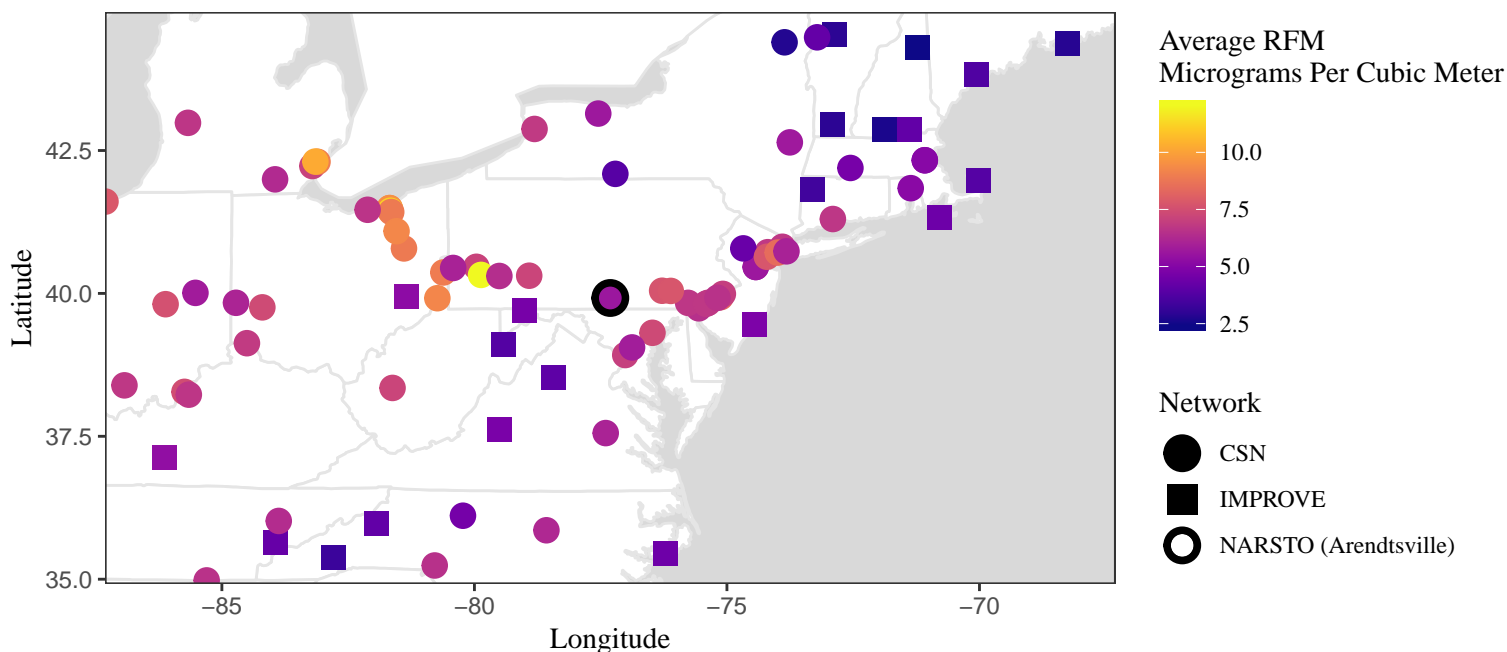 Average RFM
Micrograms Per Cubic Meter
10.0
7.5
5.0
2.5
Network
CSN
IMPROVE
NARSTO (Arendtsville)
Latitude
42.5
40.0
37.5
35.0
−85
−80
−75
−70
Longitude